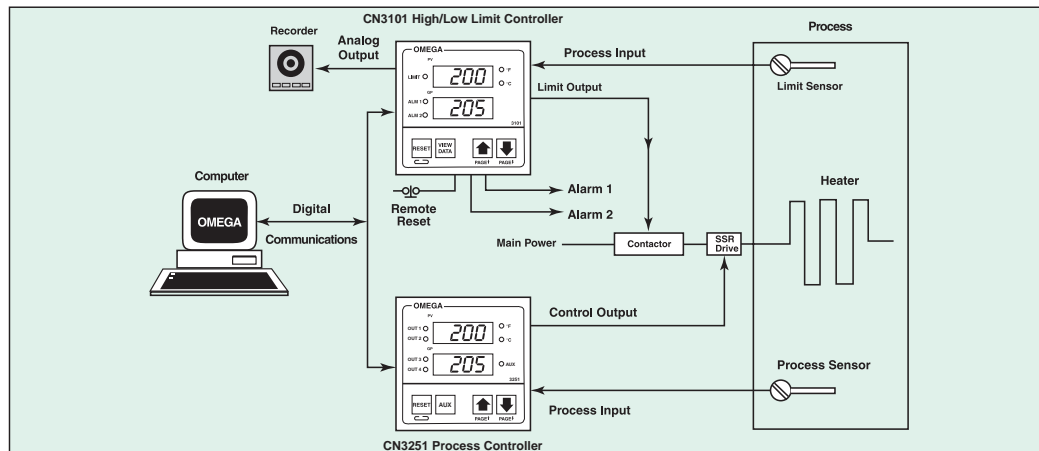 CN3101 High/Low Limit Controller
Recorder
Analog
Output
OMEGA
PV
LIMIT
200
°F
°C
SP
ALM 1
ALM 2
205
3101
RESET
VIEW
DATA
PAGE
PAGE
Process Input
Limit Output
Process
Limit Sensor
Computer
OMEGA
Digital
Communications
Remote
Reset
Alarm 1
Alarm 2
Main Power
Contactor
SSR
Drive
Heater
OMEGA
PV
OUT 1
OUT 2
200
°F
°C
SP
OUT 3
OUT 4
205
AUX
3251
RESET
AUX
PAGE
PAGE
Control Output
Process Input
Process Sensor
CN3251 Process Controller